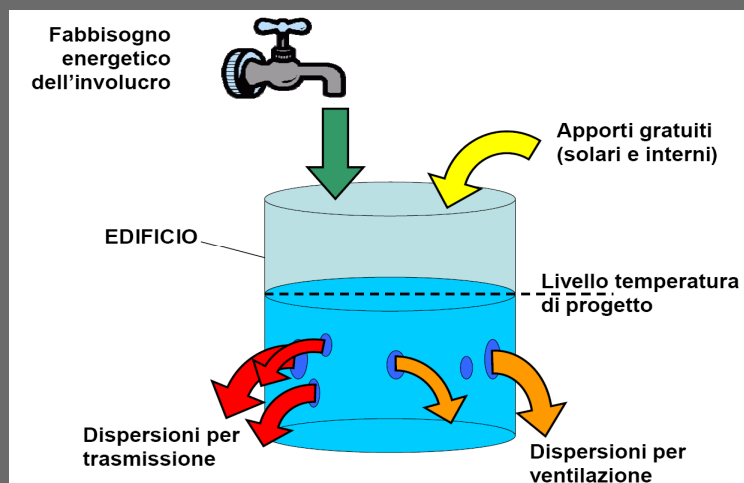 Fabbisogno
energetico
dell'involucro
Apporti gratuiti
(solari e interni)
EDIFICIO
Livello temperatura
di progetto
Dispersioni per
trasmissione
Dispersioni per
ventilazione